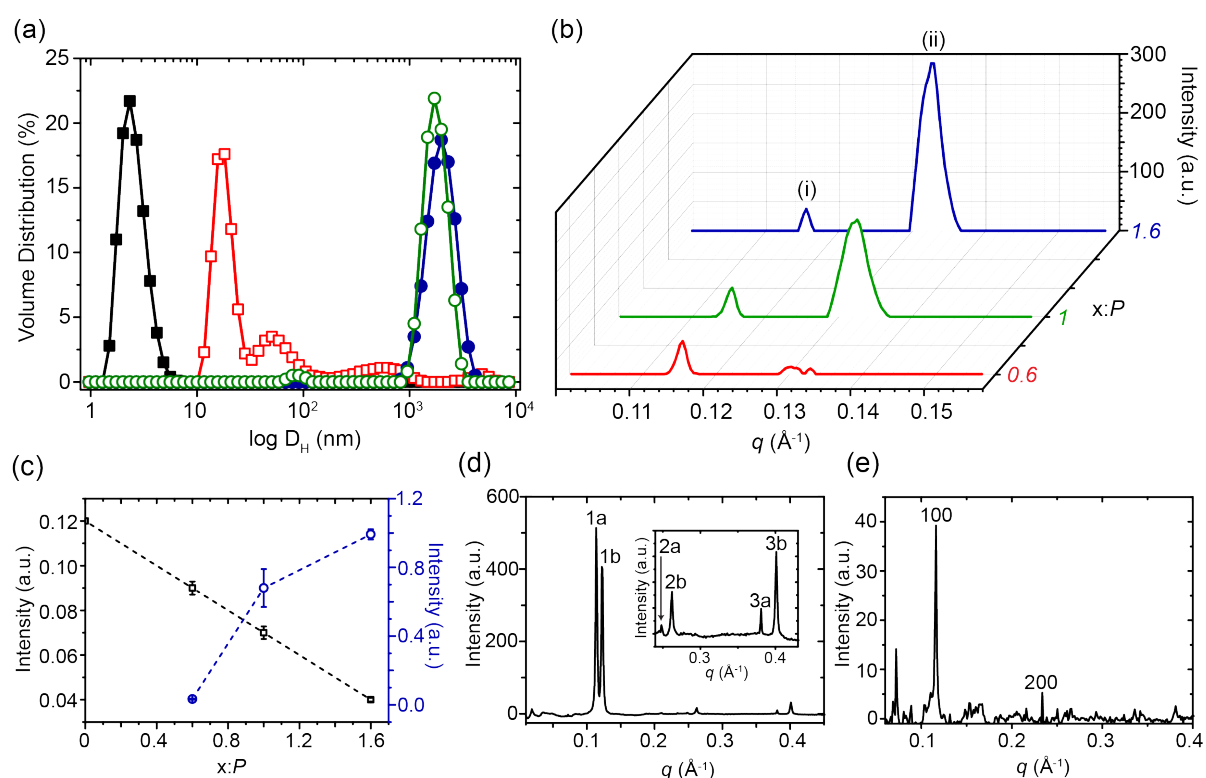 (a)
25
20
15
10
5
0
Volume Distribution (%)
1
10
10²
10³
10⁴
log D_H (nm)
(b)
(i)
(ii)
300
200
100
Intensity (a.u.)
1.6
1
0.6
x:P
0.11
0.12
0.13
0.14
0.15
q (Å⁻¹)
(c)
0.12
0.10
0.08
0.06
0.04
Intensity (a.u.)
1.2
0.8
0.4
0.0
Intensity (a.u.)
0
0.4
0.8
1.2
1.6
x:P
(d)
600
400
200
0
Intensity (a.u.)
1a
1b
2a
2b
3a
3b
0.3
0.4
q (Å⁻¹)
0.1
0.2
0.3
0.4
q (Å⁻¹)
(e)
40
30
20
10
0
Intensity (a.u.)
100
200
0.1
0.2
0.3
0.4
q (Å⁻¹)